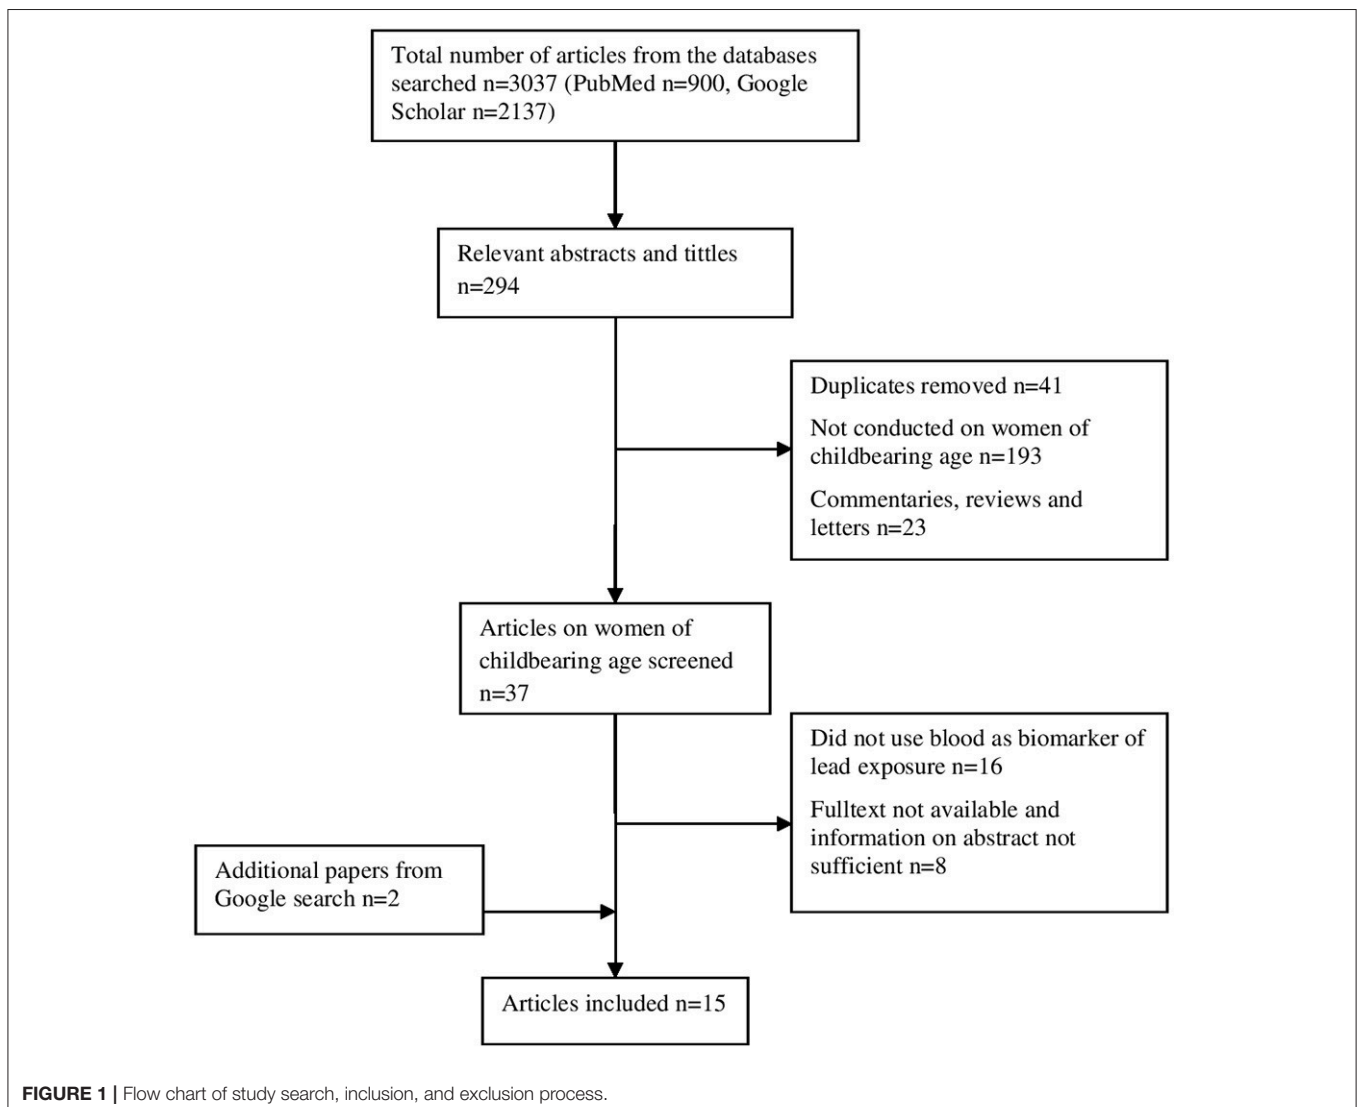 Total number of articles from the databases
searched n=3037 (PubMed n=900, Google
Scholar n=2137)
Relevant abstracts and tittles
n=294
Duplicates removed n=41
Not conducted on women of
childbearing age n=193
Commentaries, reviews and
letters n=23
Articles on women of
childbearing age screened
n=37
Did not use blood as biomarker of
lead exposure n=16
Fulltext not available and
information on abstract not
sufficient n=8
Additional papers from
Google search n=2
Articles included n=15
FIGURE 1 | Flow chart of study search, inclusion, and exclusion process.